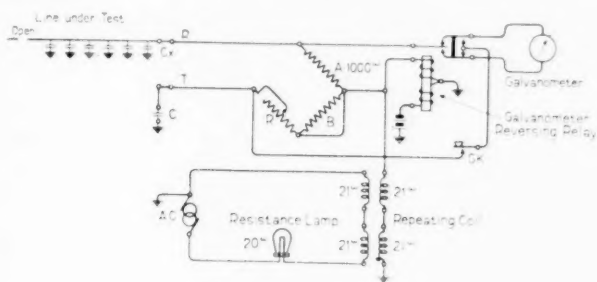 Line under Test
Open
Cx
R
A-1000
Galvanometer
T
C
R
B
Galvanometer
Reversing Relay
GK
21
21
AC
Resistance Lamp
20
21
Repeating Coil
21